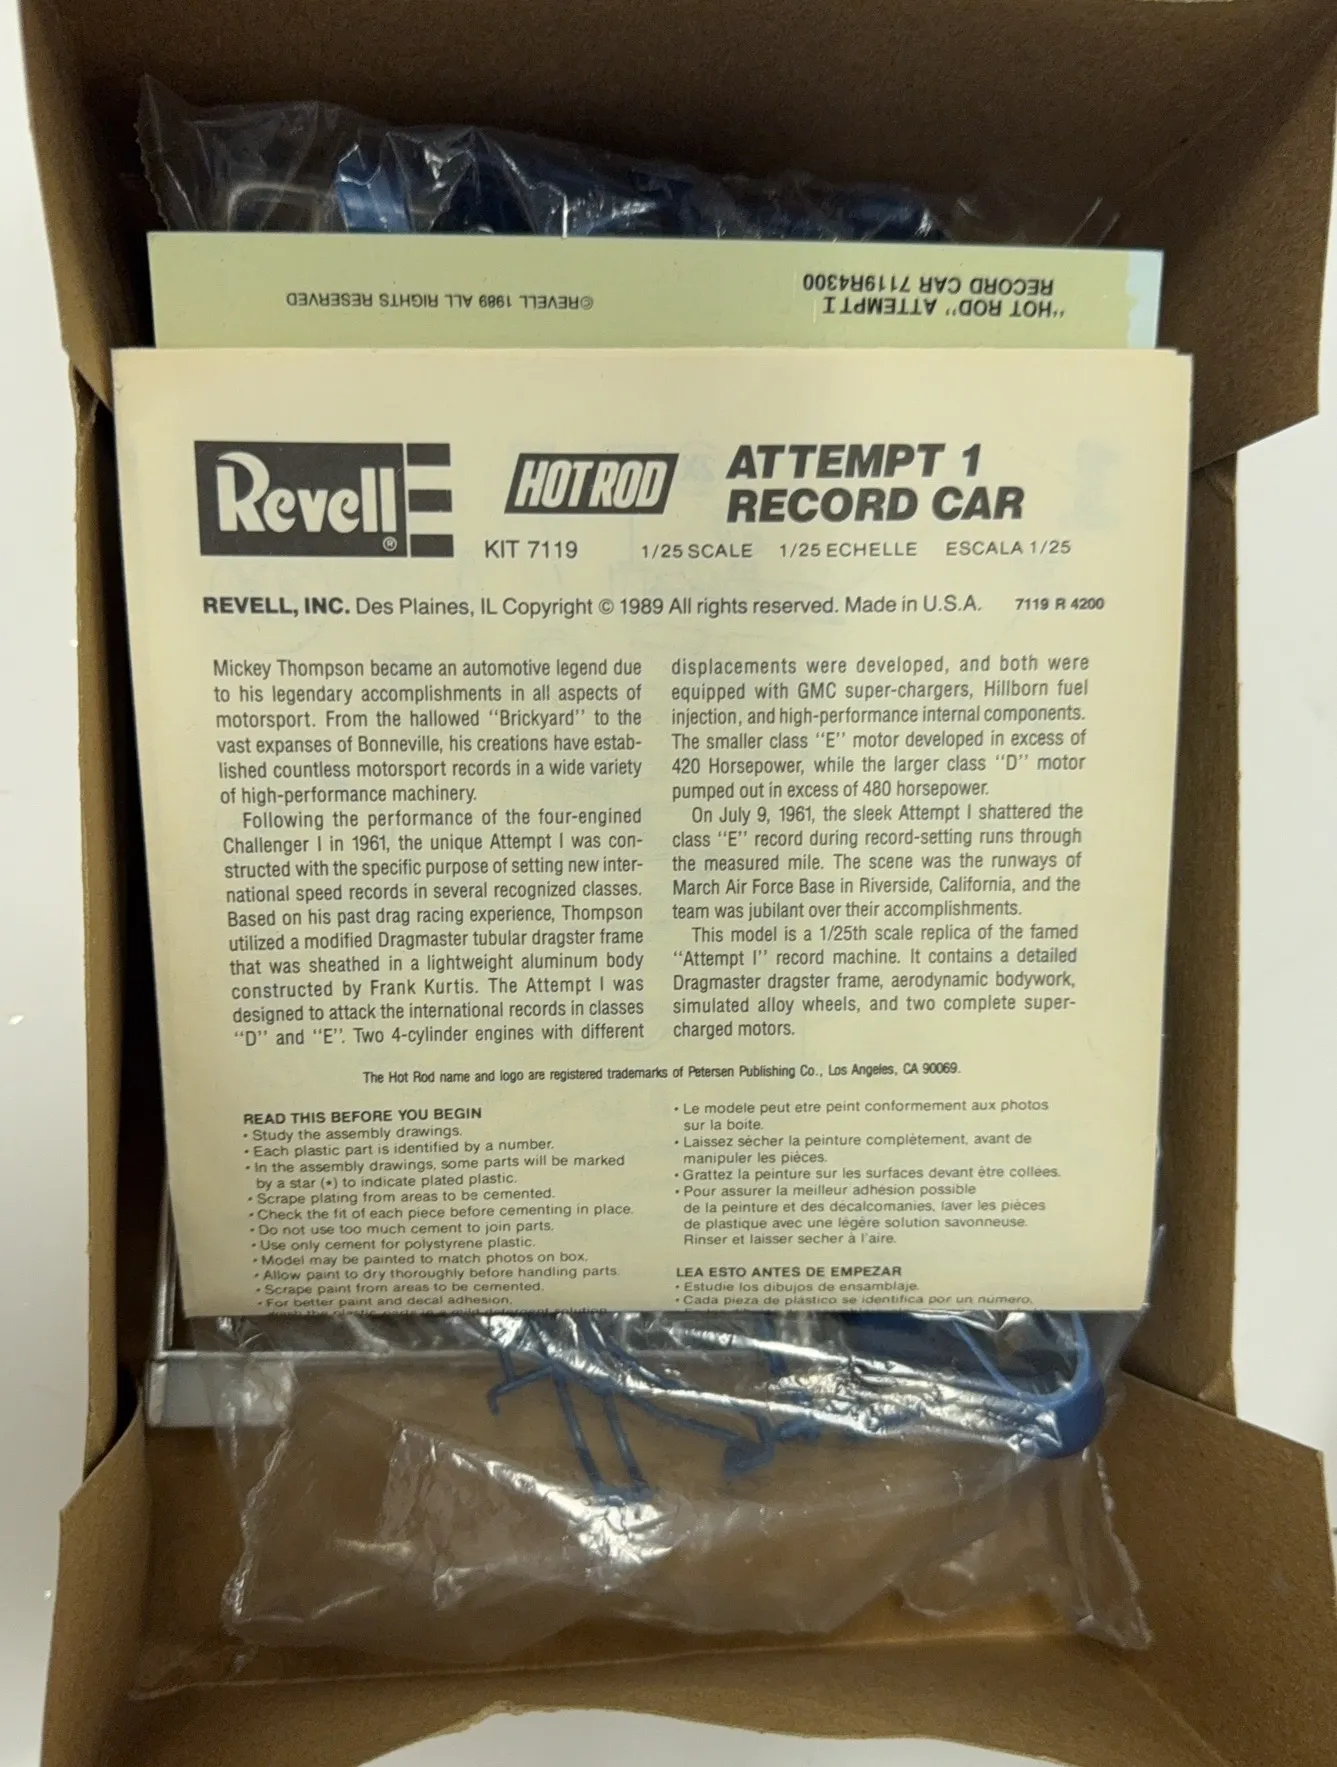 "HOT ROD" ATTEMPT I
RECORD CAR 7119R4300
©REVELL 1989 ALL RIGHTS RESERVED
Revell®
HOT ROD
ATTEMPT 1
RECORD CAR
KIT 7119
1/25 SCALE 1/25 ECHELLE ESCALA 1/25
REVELL, INC. Des Plaines, IL Copyright © 1989 All rights reserved. Made in U.S.A. 7119 R 4200
Mickey Thompson became an automotive legend due
to his legendary accomplishments in all aspects of
motorsport. From the hallowed "Brickyard" to the
vast expanses of Bonneville, his creations have estab-
lished countless motorsport records in a wide variety
of high-performance machinery.
Following the performance of the four-engined
Challenger I in 1961, the unique Attempt I was con-
structed with the specific purpose of setting new inter-
national speed records in several recognized classes.
Based on his past drag racing experience, Thompson
utilized a modified Dragmaster tubular dragster frame
that was sheathed in a lightweight aluminum body
constructed by Frank Kurtis. The Attempt I was
designed to attack the international records in classes
"D" and "E". Two 4-cylinder engines with different
displacements were developed, and both were
equipped with GMC super-chargers, Hillborn fuel
injection, and high-performance internal components.
The smaller class "E" motor developed in excess of
420 Horsepower, while the larger class "D" motor
pumped out in excess of 480 horsepower.
On July 9, 1961, the sleek Attempt I shattered the
class "E" record during record-setting runs through
the measured mile. The scene was the runways of
March Air Force Base in Riverside, California, and the
team was jubilant over their accomplishments.
This model is a 1/25th scale replica of the famed
"Attempt I" record machine. It contains a detailed
Dragmaster dragster frame, aerodynamic bodywork,
simulated alloy wheels, and two complete super-
charged motors.
The Hot Rod name and logo are registered trademarks of Petersen Publishing Co., Los Angeles, CA 90069.
READ THIS BEFORE YOU BEGIN
• Study the assembly drawings.
• Each plastic part is identified by a number.
• In the assembly drawings, some parts will be marked
by a star (*) to indicate plated plastic.
• Scrape plating from areas to be cemented.
• Check the fit of each piece before cementing in place.
• Do not use too much cement to join parts.
• Use only cement for polystyrene plastic.
• Model may be painted to match photos on box.
• Allow paint to dry thoroughly before handling parts.
• Scrape paint from areas to be cemented.
• For better paint and decal adhesion,
wash the plastic parts in a mild detergent solution
• Le modele peut etre peint conformement aux photos
sur la boite.
• Laissez sécher la peinture complètement, avant de
manipuler les pièces.
• Grattez la peinture sur les surfaces devant être collées.
• Pour assurer la meilleur adhésion possible
de la peinture et des décalcomanies, laver les pièces
de plastique avec une légère solution savonneuse.
Rinser et laisser secher à l'aire.
LEA ESTO ANTES DE EMPEZAR
• Estudie los dibujos de ensamblaje.
• Cada pieza de plástico se identifica por un número.